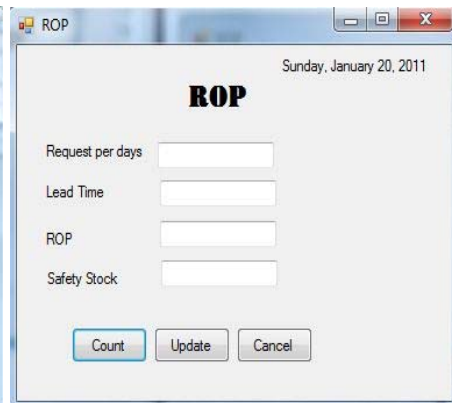 ROP
Sunday, January 20, 2011
ROP
Request per days
Lead Time
ROP
Safety Stock
Count Update Cancel